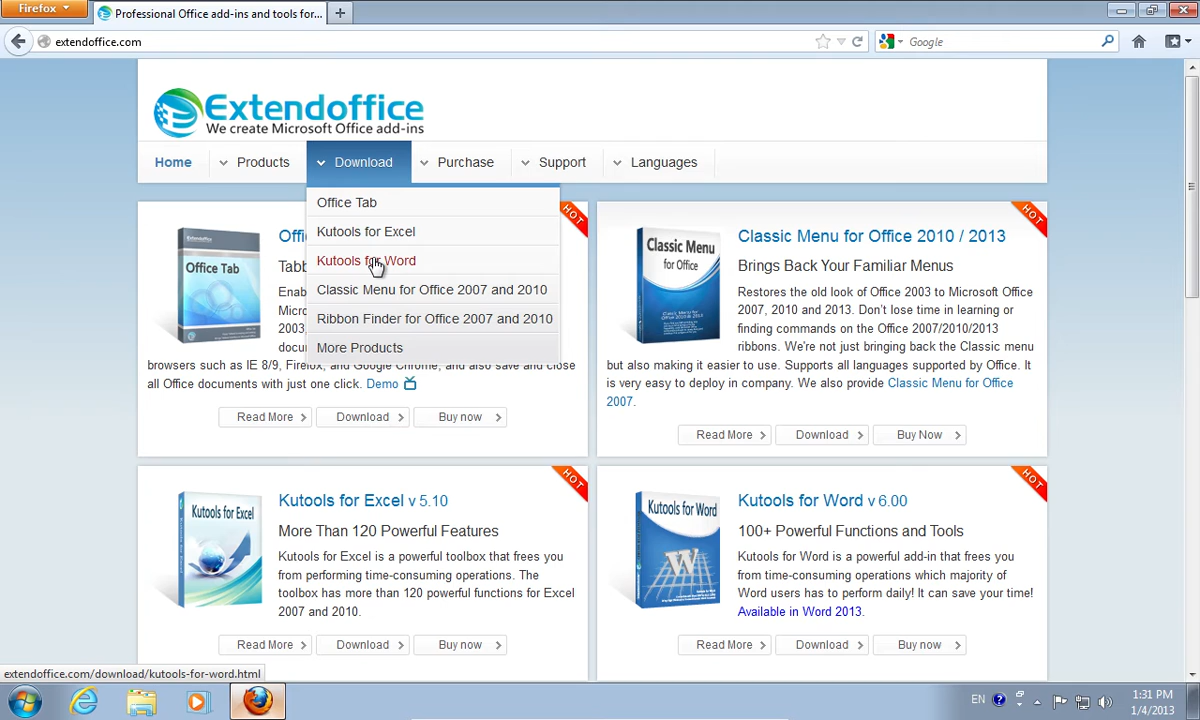 Firefox
Professional Office add-ins and tools for...
extendoffice.com
Google
Extendoffice
We create Microsoft Office add-ins
Home
Products
Download
Purchase
Support
Languages
Office Tab
Kutools for Excel
Kutools for Word
Classic Menu for Office 2007 and 2010
Ribbon Finder for Office 2007 and 2010
More Products
HOT
Extendoffice
Office Tab
Offi
Tabb
Enab
Word
2003
docu
browsers such as IE 8/9, Firefox, and Google Chrome, and also save and close
all Office documents with just one click. Demo
Read More
Download
Buy now
HOT
Classic Menu
for Office
Classic Menu for Office 2010 / 2013
Brings Back Your Familiar Menus
Restores the old look of Office 2003 to Microsoft Office
2007, 2010 and 2013. Don't lose time in learning or
finding commands on the Office 2007/2010/2013
ribbons. We're not just bringing back the Classic menu
but also making it easier to use. Supports all languages supported by Office. It
is very easy to deploy in company. We also provide Classic Menu for Office
2007.
Read More
Download
Buy Now
HOT
Kutools for Excel
Kutools for Excel v 5.10
More Than 120 Powerful Features
Kutools for Excel is a powerful toolbox that frees you
from performing time-consuming operations. The
toolbox has more than 120 powerful functions for Excel
2007 and 2010.
Read More
Download
Buy now
HOT
Kutools for Word
W
Kutools for Word v 6.00
100+ Powerful Functions and Tools
Kutools for Word is a powerful add-in that frees you
from time-consuming operations which majority of
Word users has to perform daily! It can save your time!
Available in Word 2013.
Read More
Download
Buy now
extendoffice.com/download/kutools-for-word.html
EN
1:31 PM
1/4/2013